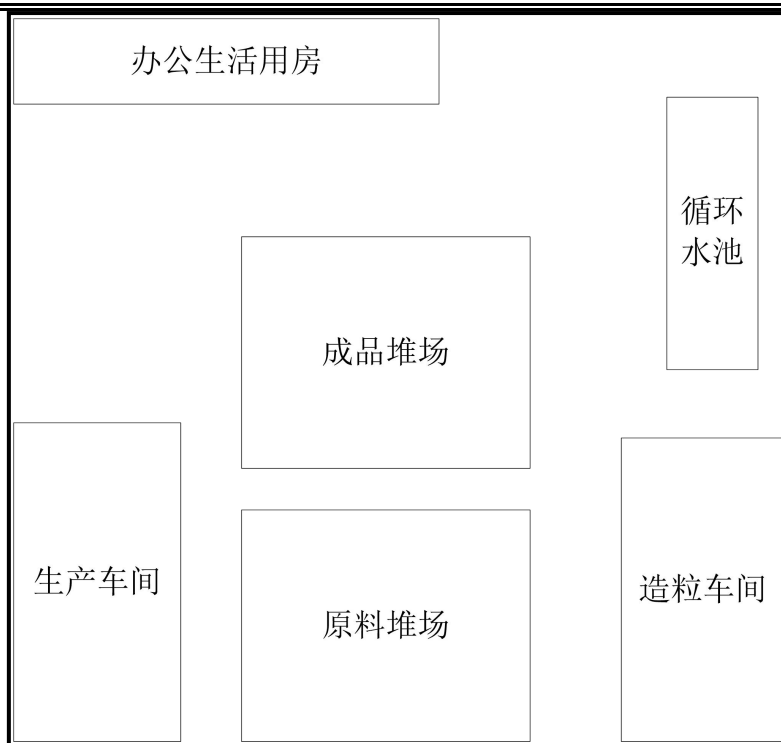 办公生活用房
循环
水池
成品堆场
生产车间
原料堆场
造粒车间